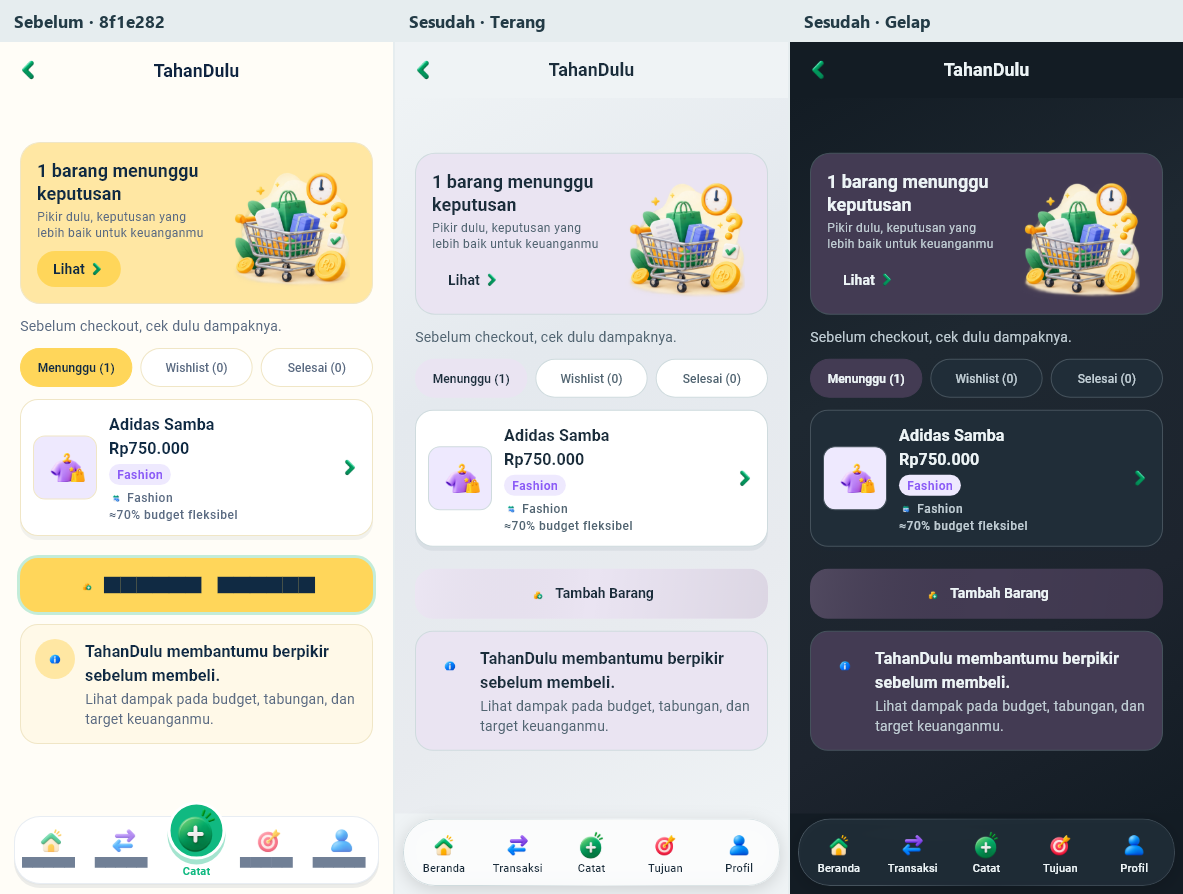 Sebelum · 8f1e282
TahanDulu
1 barang menunggu
keputusan
Pikir dulu, keputusan yang
lebih baik untuk keuanganmu
Lihat
Sebelum checkout, cek dulu dampaknya.
Menunggu (1)
Wishlist (0)
Selesai (0)
Adidas Samba
Rp750.000
Fashion
Fashion
≈70% budget fleksibel
TahanDulu membantumu berpikir
sebelum membeli.
Lihat dampak pada budget, tabungan, dan
target keuanganmu.
Catat
Sesudah · Terang
TahanDulu
1 barang menunggu
keputusan
Pikir dulu, keputusan yang
lebih baik untuk keuanganmu
Lihat
Sebelum checkout, cek dulu dampaknya.
Menunggu (1)
Wishlist (0)
Selesai (0)
Adidas Samba
Rp750.000
Fashion
Fashion
≈70% budget fleksibel
Tambah Barang
TahanDulu membantumu berpikir
sebelum membeli.
Lihat dampak pada budget, tabungan, dan
target keuanganmu.
Beranda
Transaksi
Catat
Tujuan
Profil
Sesudah · Gelap
TahanDulu
1 barang menunggu
keputusan
Pikir dulu, keputusan yang
lebih baik untuk keuanganmu
Lihat
Sebelum checkout, cek dulu dampaknya.
Menunggu (1)
Wishlist (0)
Selesai (0)
Adidas Samba
Rp750.000
Fashion
Fashion
≈70% budget fleksibel
Tambah Barang
TahanDulu membantumu berpikir
sebelum membeli.
Lihat dampak pada budget, tabungan, dan
target keuanganmu.
Beranda
Transaksi
Catat
Tujuan
Profil